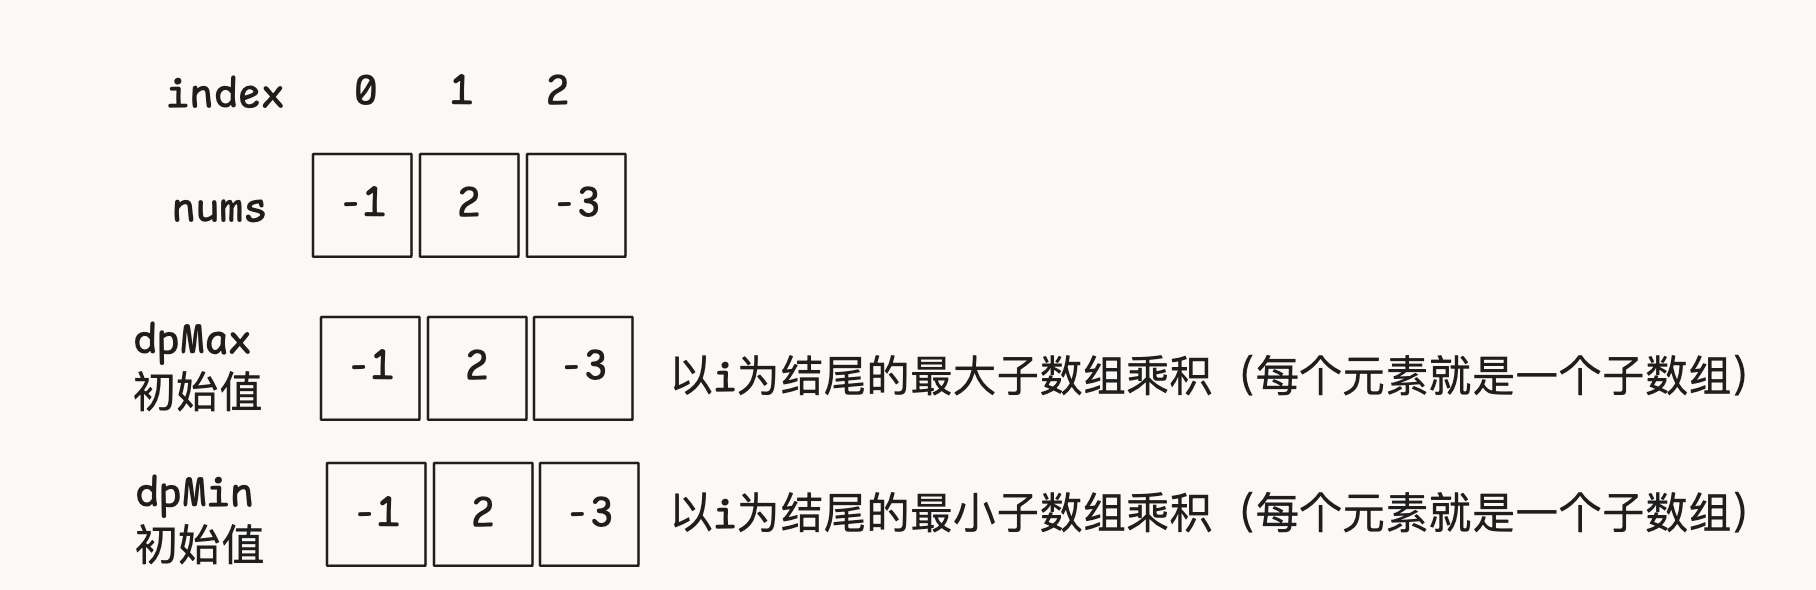 index 0 1 2
nums -1 2 -3
dpMax
初始值 -1 2 -3 以i为结尾的最大子数组乘积（每个元素就是一个子数组）
dpMin
初始值 -1 2 -3 以i为结尾的最小子数组乘积（每个元素就是一个子数组）